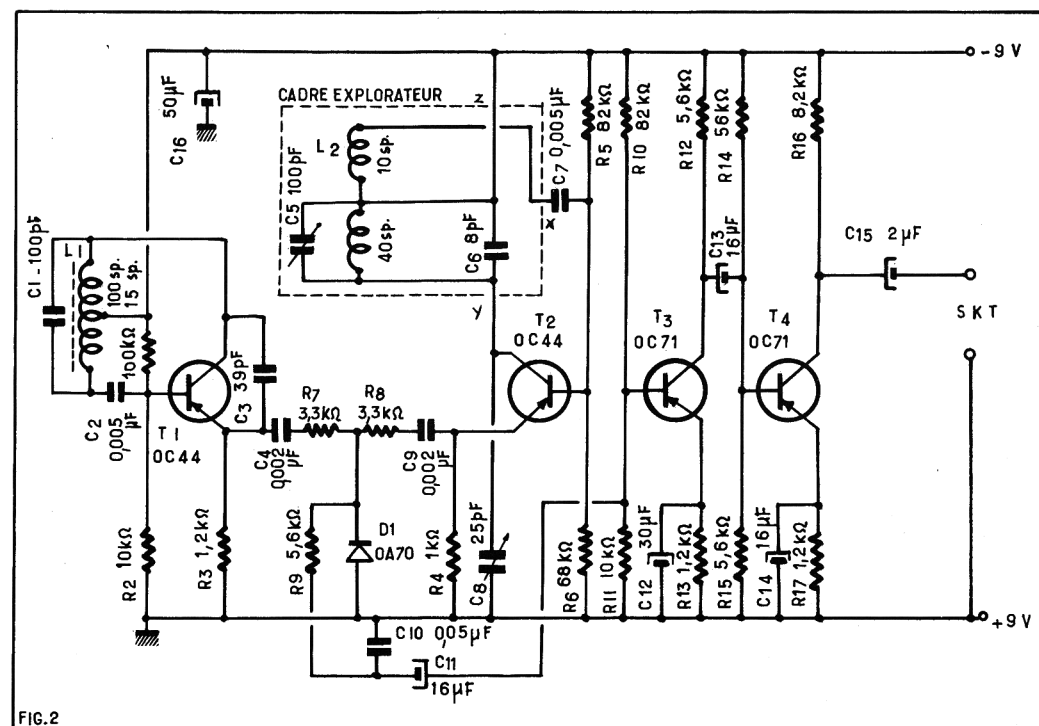 -9V
50µF
C16
CADRE EXPLORATEUR
Z
L2
10sp.
C5 100pF
40sp.
C6 8pF
C7 0,005µF
X
R5 82kΩ
R10 82kΩ
R12 5,6kΩ
R14 56kΩ
R16 8,2kΩ
C13
16µF
C15 2µF
SKT
C1-100pF
L1
100sp.
15 sp.
100kΩ
C2
0,005
µF
T1
OC44
C3 39pF
C4
0,002
µF
R7
3,3kΩ
R8
3,3kΩ
C9
0,002
µF
Y
T2
OC44
T3
OC71
T4
OC71
R2 10kΩ
R3 1,2kΩ
R9 5,6kΩ
D1
OA70
R4 1kΩ
C8 25pF
R6 68kΩ
R11 10kΩ
C12 30µF
R13 1,2kΩ
R15 5,6kΩ
C14 16µF
R17 1,2kΩ
+9V
C10 0,05µF
C11
16µF
FIG.2